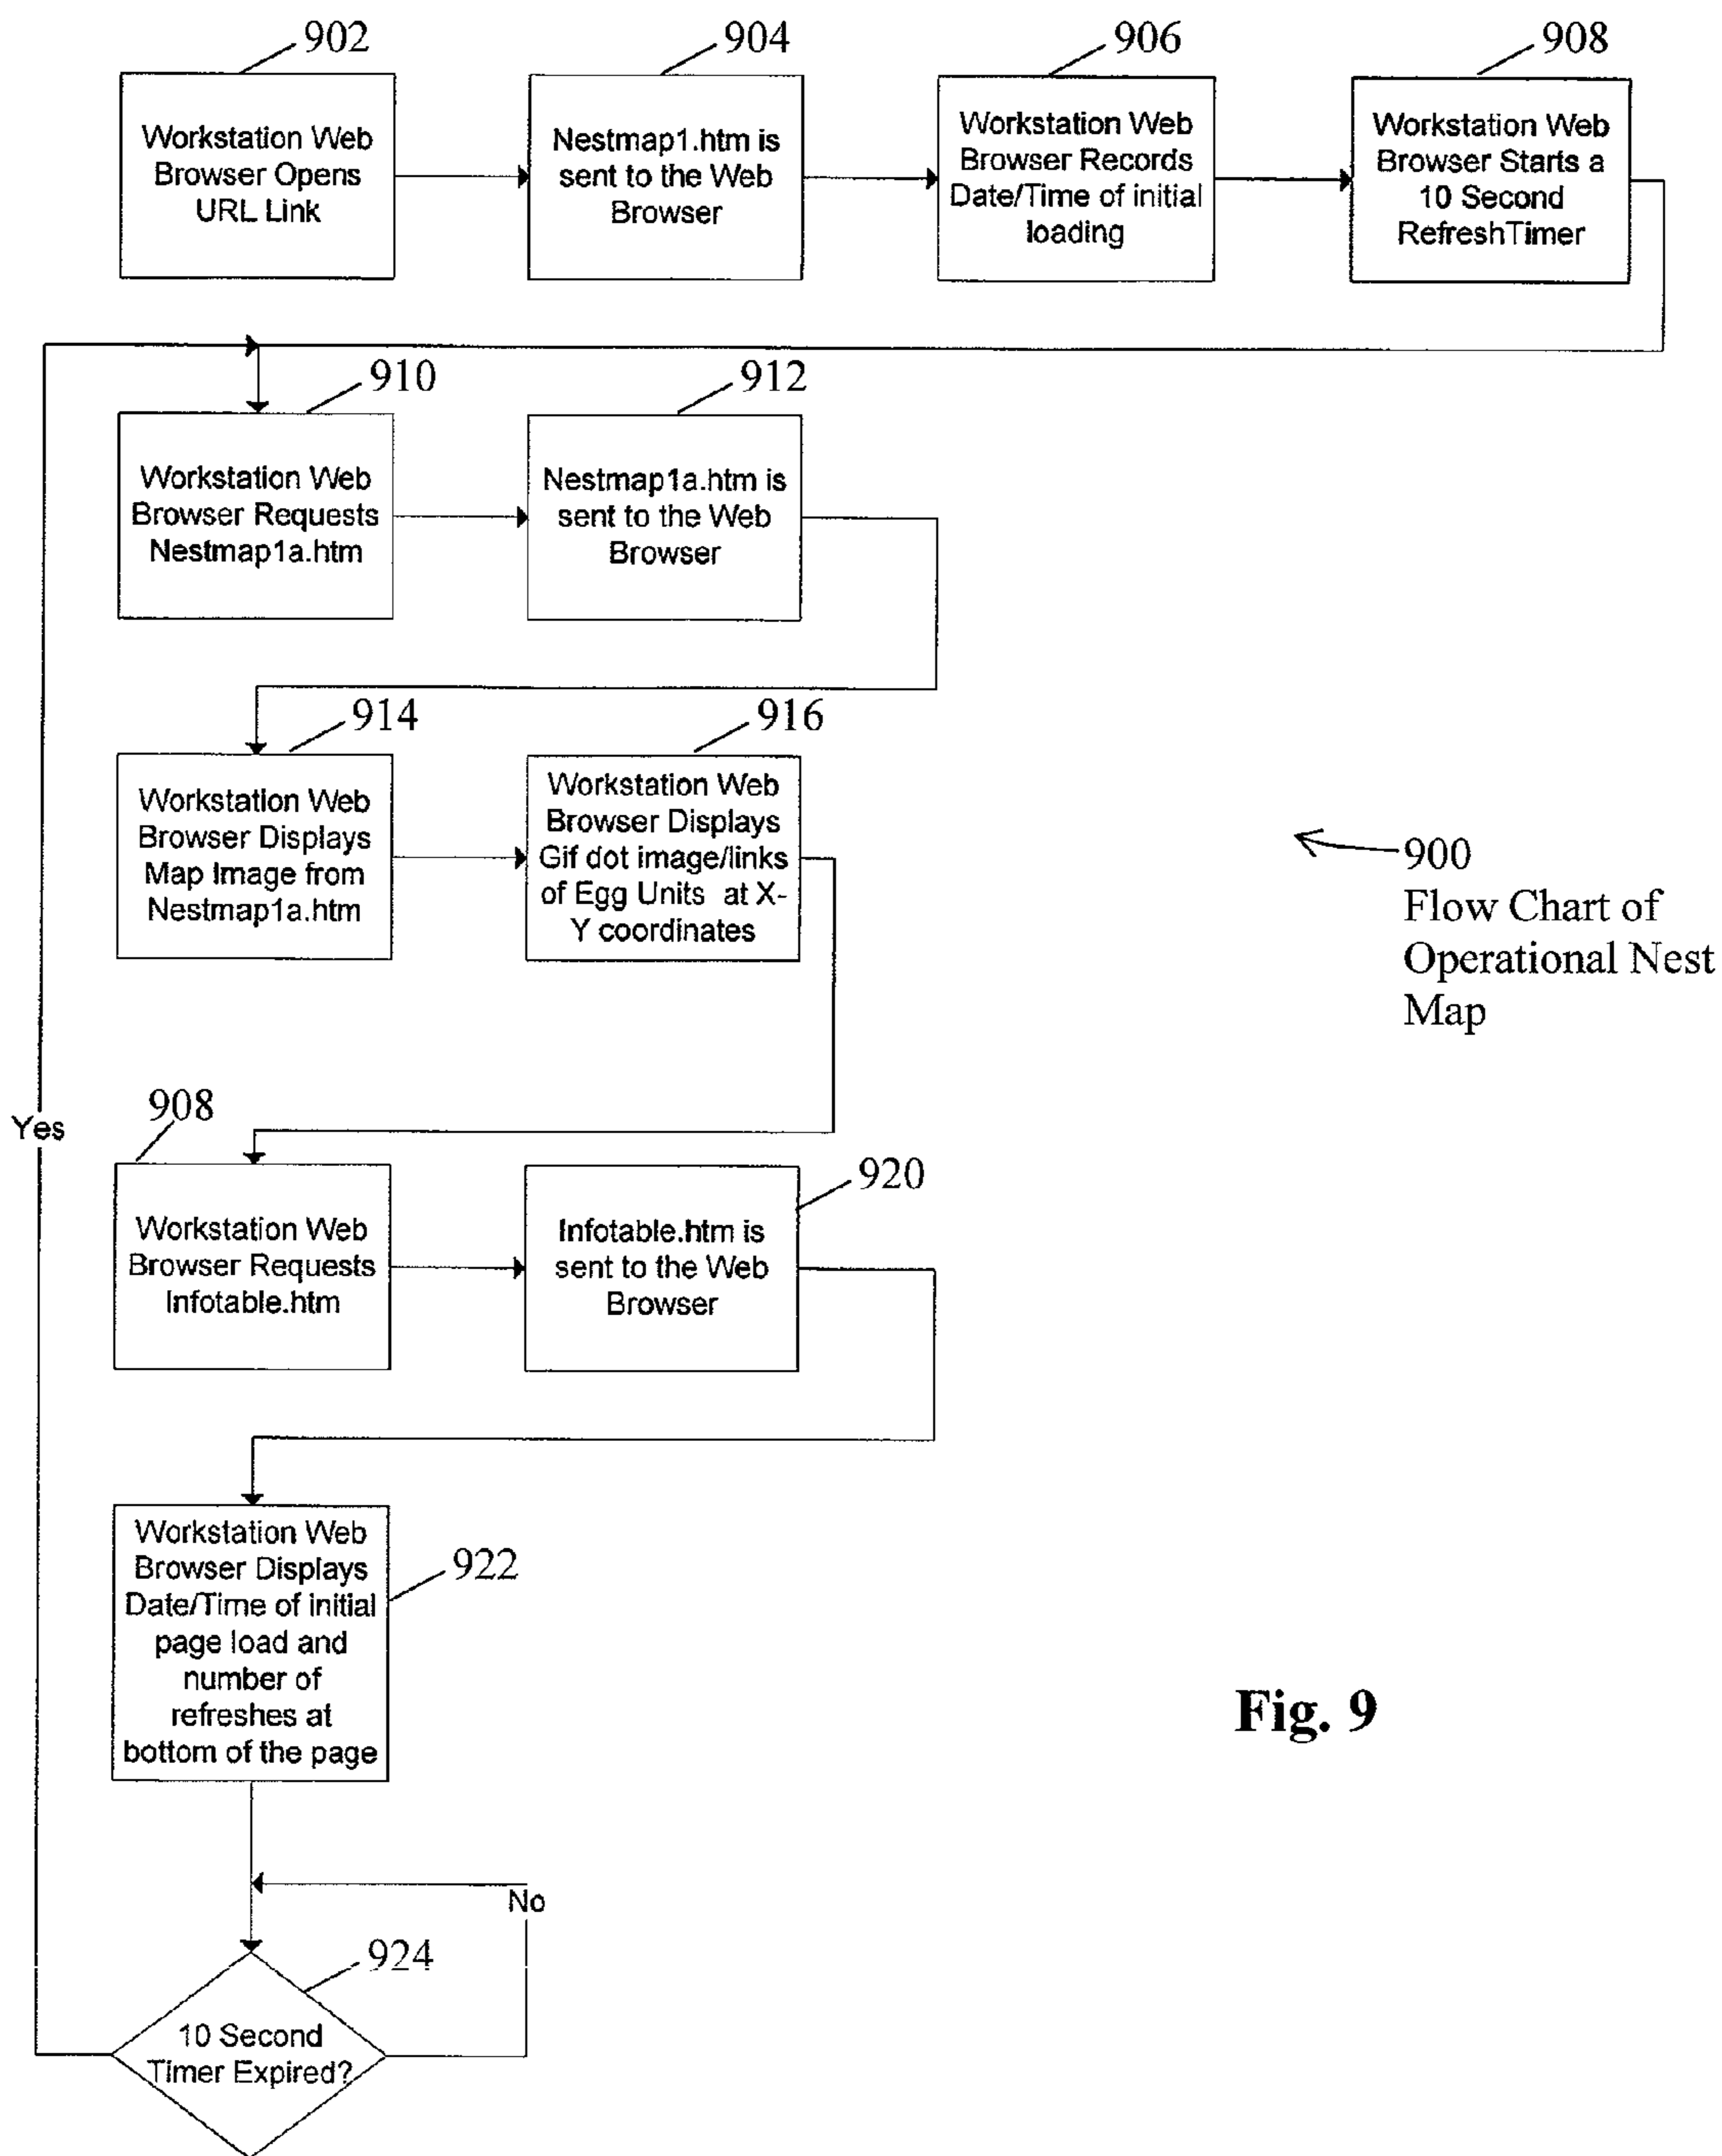 902
Workstation Web
Browser Opens
URL Link
904
Nestmap1.htm is
sent to the Web
Browser
906
Workstation Web
Browser Records
Date/Time of initial
loading
908
Workstation Web
Browser Starts a
10 Second
RefreshTimer
910
Workstation Web
Browser Requests
Nestmap1a.htm
912
Nestmap1a.htm is
sent to the Web
Browser
914
Workstation Web
Browser Displays
Map Image from
Nestmap1a.htm
916
Workstation Web
Browser Displays
Gif dot image/links
of Egg Units at X-
Y coordinates
900
Flow Chart of
Operational Nest
Map
Yes
908
Workstation Web
Browser Requests
Infotable.htm
920
Infotable.htm is
sent to the Web
Browser
922
Workstation Web
Browser Displays
Date/Time of initial
page load and
number of
refreshes at
bottom of the page
Fig. 9
No
924
10 Second
Timer Expired?